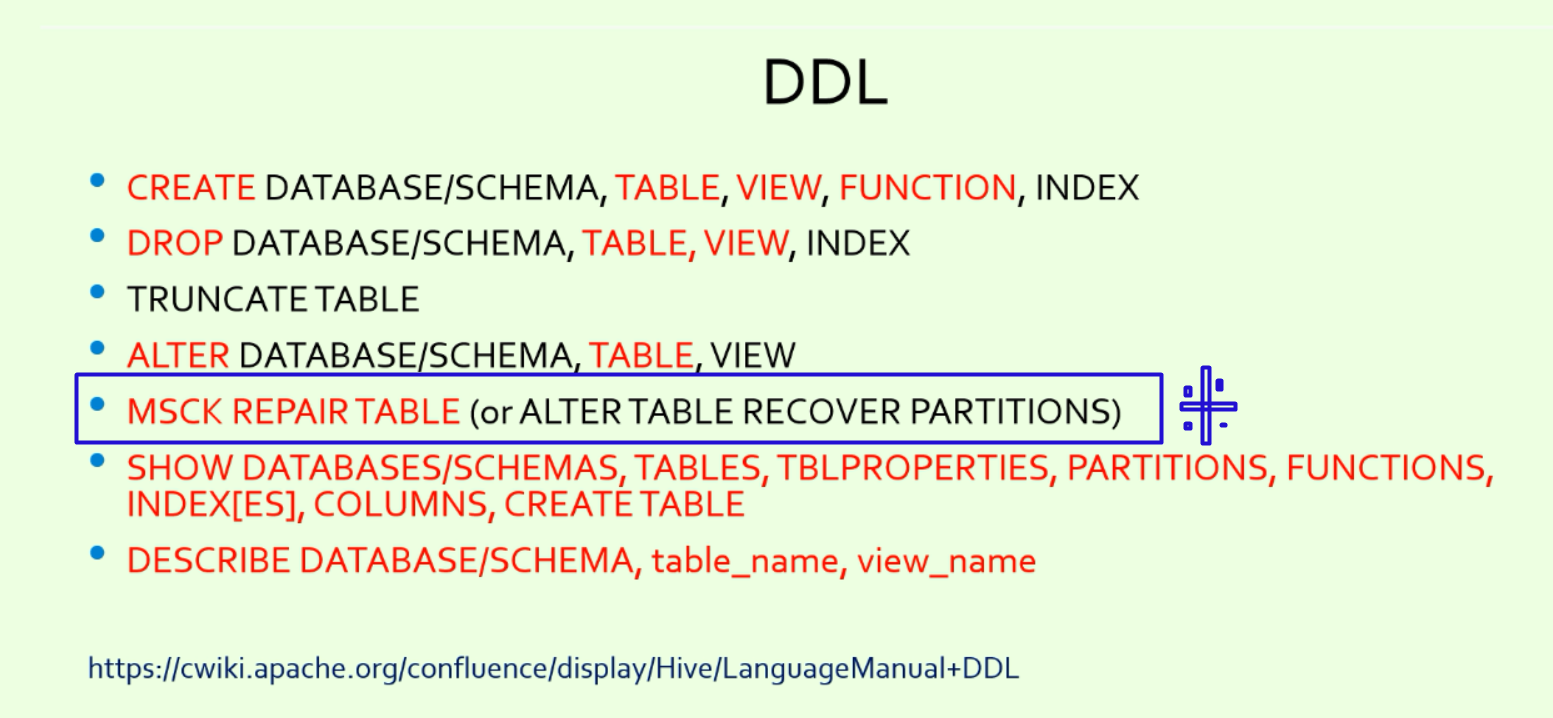 DDL
• CREATE DATABASE/SCHEMA, TABLE, VIEW, FUNCTION, INDEX
• DROP DATABASE/SCHEMA, TABLE, VIEW, INDEX
• TRUNCATE TABLE
• ALTER DATABASE/SCHEMA, TABLE, VIEW
• MSCK REPAIR TABLE (or ALTER TABLE RECOVER PARTITIONS)
• SHOW DATABASES/SCHEMAS, TABLES, TBLPROPERTIES, PARTITIONS, FUNCTIONS,
INDEX[ES], COLUMNS, CREATE TABLE
• DESCRIBE DATABASE/SCHEMA, table_name, view_name
https://cwiki.apache.org/confluence/display/Hive/LanguageManual+DDL